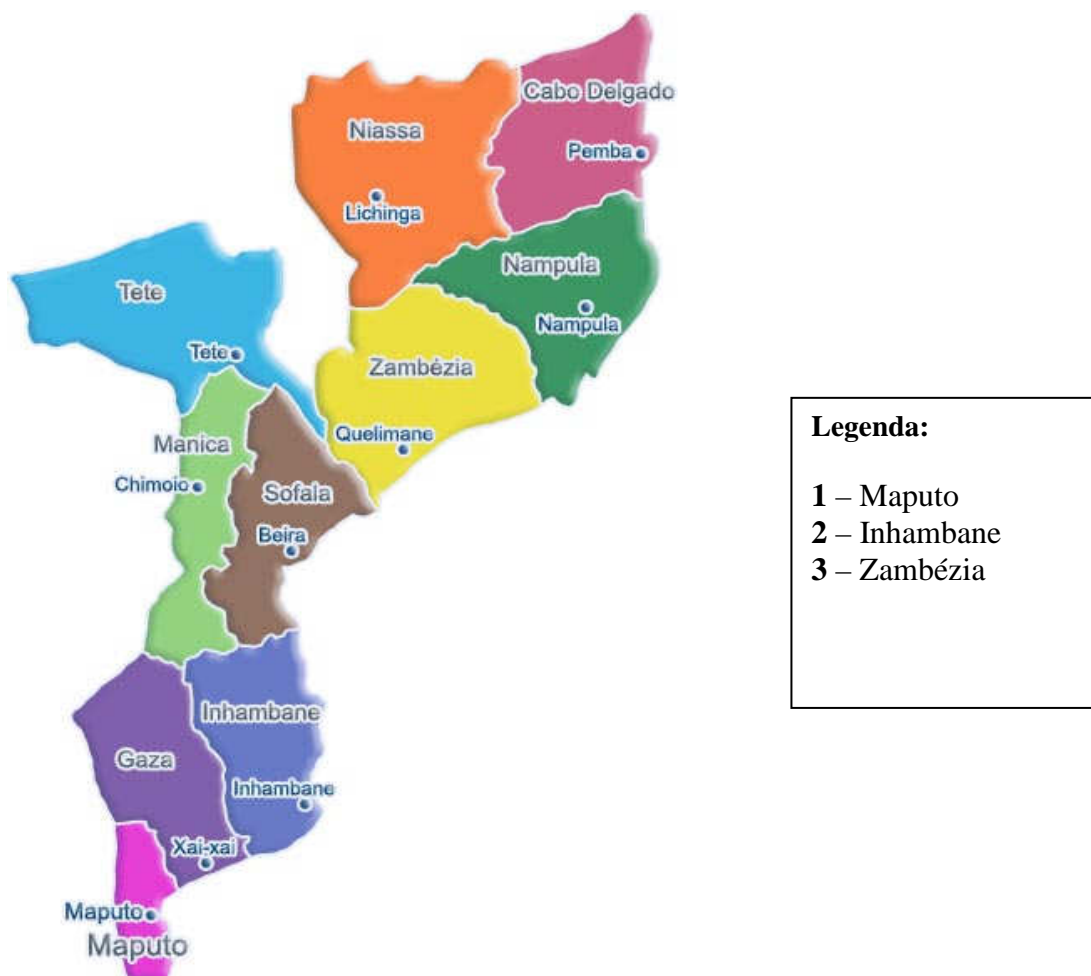 Cabo Delgado
Niassa
Pemba
Lichinga
Nampula
Nampula
Tete
Tete
Zambézia
Quelimane
Manica
Chimoio
Sofala
Beira
Inhambane
Gaza
Inhambane
Xai-xai
Maputo
Maputo
Legenda:
1 – Maputo
2 – Inhambane
3 – Zambézia